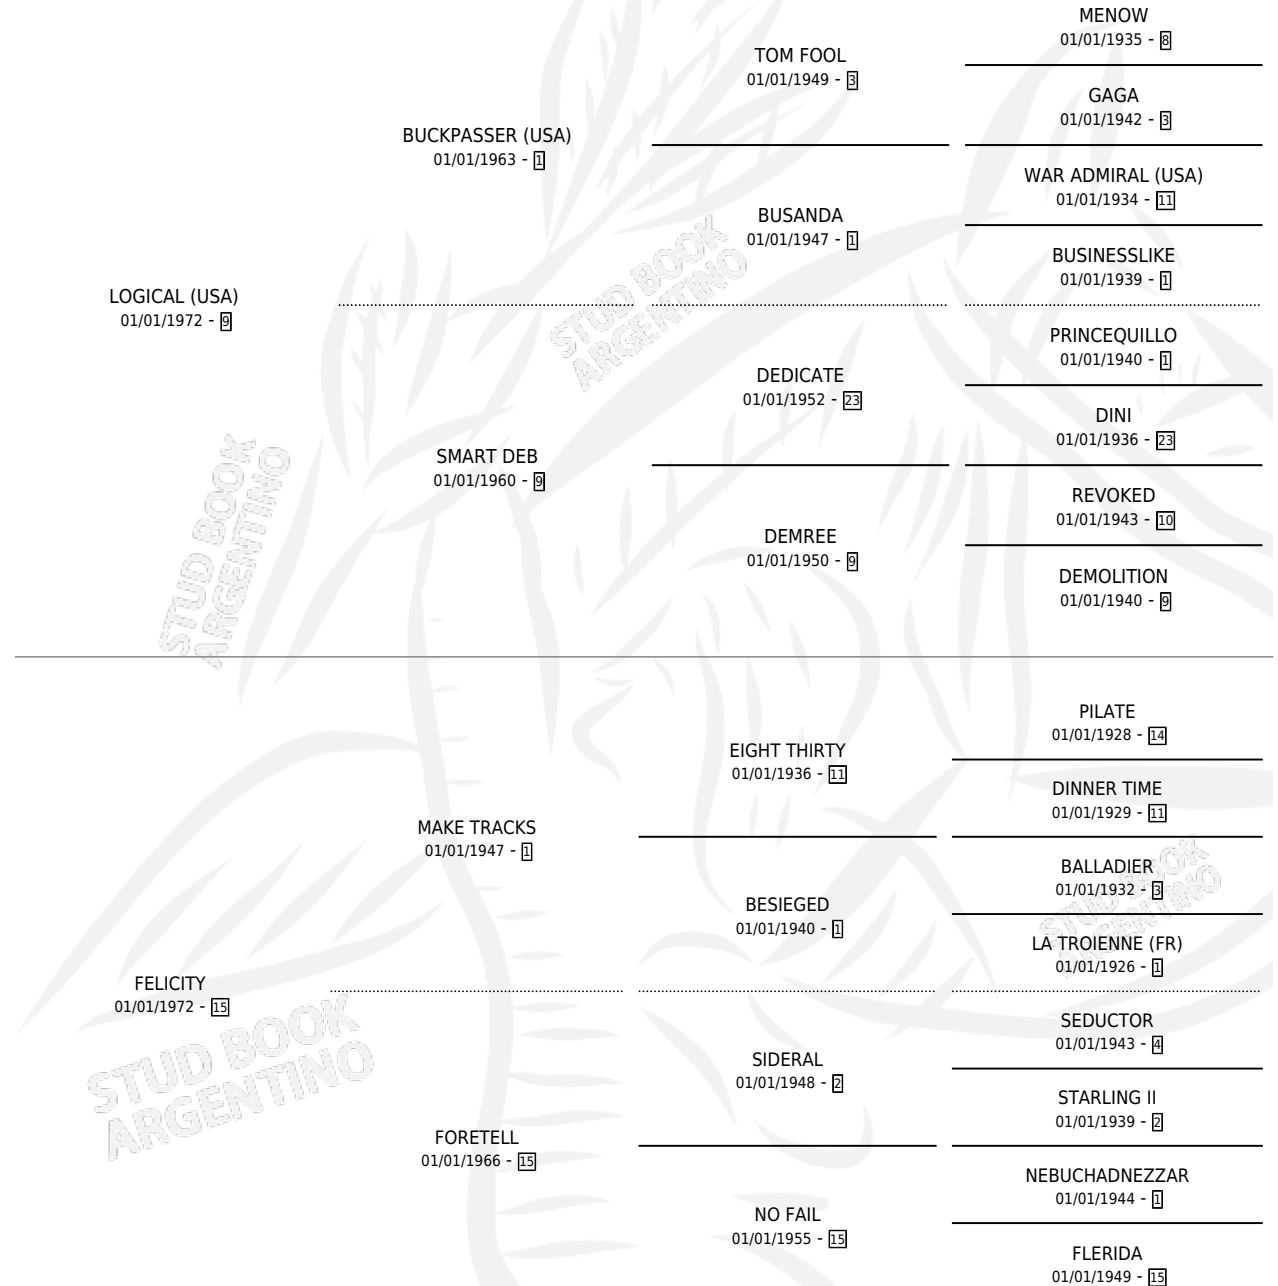 MENOW
01/01/1935 - 8
TOM FOOL
01/01/1949 - 3
GAGA
01/01/1942 - 3
BUCKPASSER (USA)
01/01/1963 - 1
WAR ADMIRAL (USA)
01/01/1934 - 11
BUSANDA
01/01/1947 - 1
BUSINESSLIKE
01/01/1939 - 1
LOGICAL (USA)
01/01/1972 - 9
PRINCEQUILLO
01/01/1940 - 1
DEDICATE
01/01/1952 - 23
DINI
01/01/1936 - 23
SMART DEB
01/01/1960 - 9
REVOKED
01/01/1943 - 10
DEMREE
01/01/1950 - 9
DEMOLITION
01/01/1940 - 9
PILATE
01/01/1928 - 14
EIGHT THIRTY
01/01/1936 - 11
DINNER TIME
01/01/1929 - 11
MAKE TRACKS
01/01/1947 - 1
BALLADIER
01/01/1932 - 3
BESIEGED
01/01/1940 - 1
LA TROIENNE (FR)
01/01/1926 - 1
FELICITY
01/01/1972 - 15
SEDUCTOR
01/01/1943 - 4
SIDERAL
01/01/1948 - 2
STARLING II
01/01/1939 - 2
FORETELL
01/01/1966 - 15
NEBUCHADNEZZAR
01/01/1944 - 1
NO FAIL
01/01/1955 - 15
FLERIDA
01/01/1949 - 15
STUD BOOK
ARGENTINO
STUD BOOK
ARGENTINO
STUD BOOK
ARGENTINO
STUD BOOK
ARGENTINO